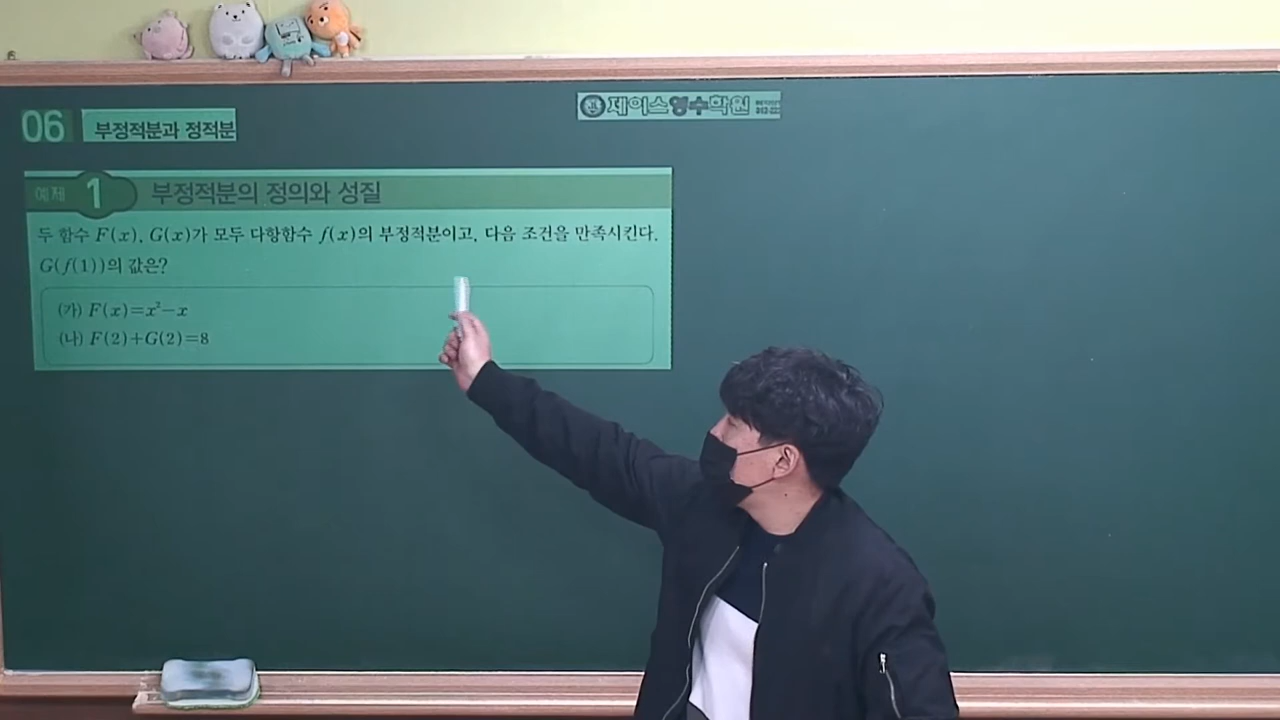 06 부정적분과 정적분
제이스영수학원
예제 1 부정적분의 정의와 성질
두 함수 F(x), G(x)가 모두 다항함수 f(x)의 부정적분이고, 다음 조건을 만족시킨다.
G(f(1))의 값은?
(가) F(x)=x²-x
(나) F(2)+G(2)=8